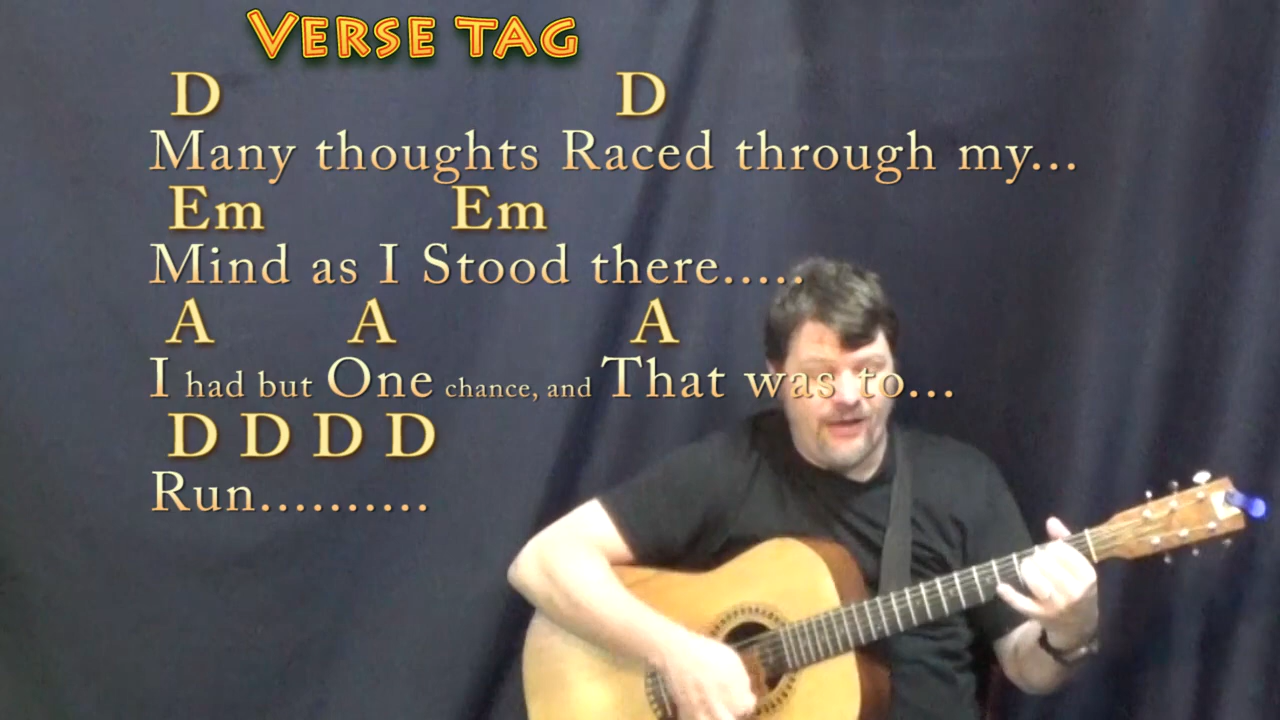 VERSE TAG
D D
Many thoughts Raced through my...
Em Em
Mind as I Stood there.....
A A A
I had but One chance, and That was to...
D D D D
Run..........